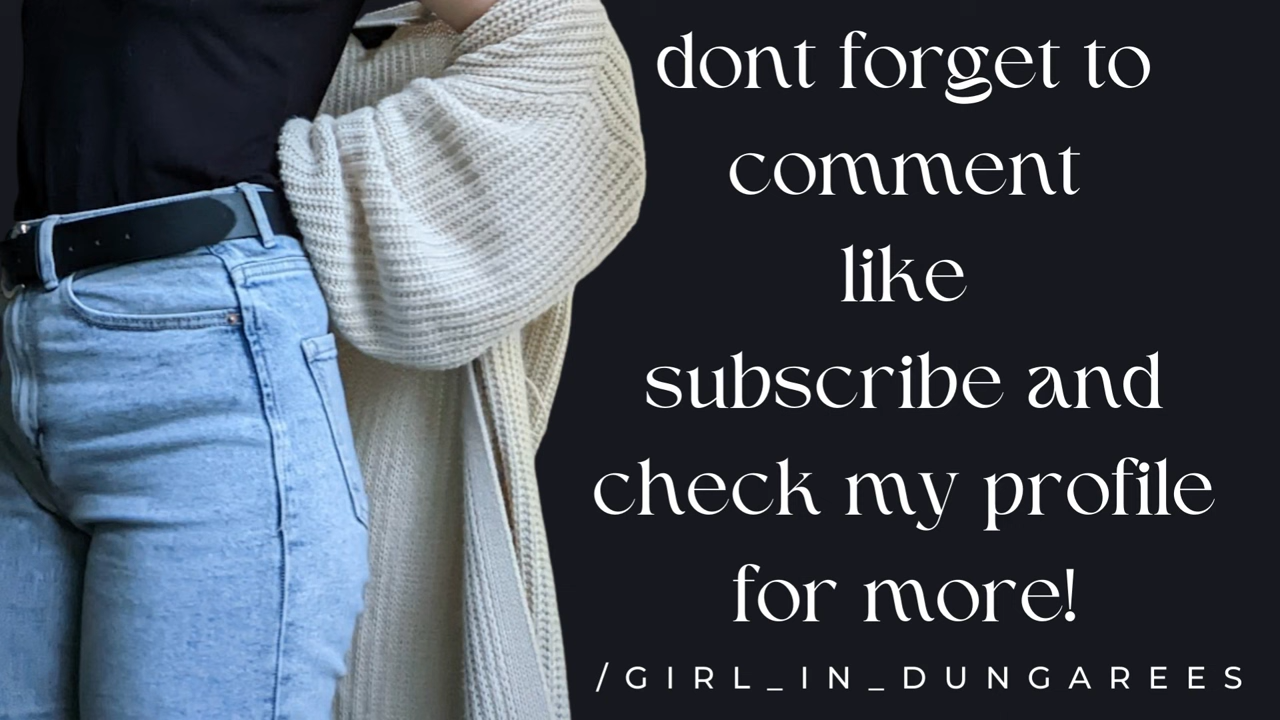 dont forget to
comment
like
subscribe and
check my profile
for more!
/GIRL_IN_DUNGAREES